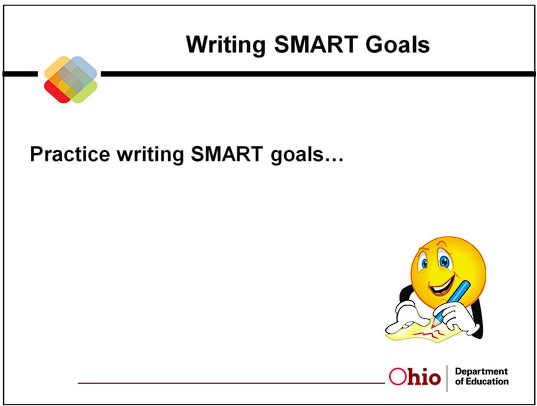 Writing SMART Goals
Practice writing SMART goals…
Ohio
Department
of Education